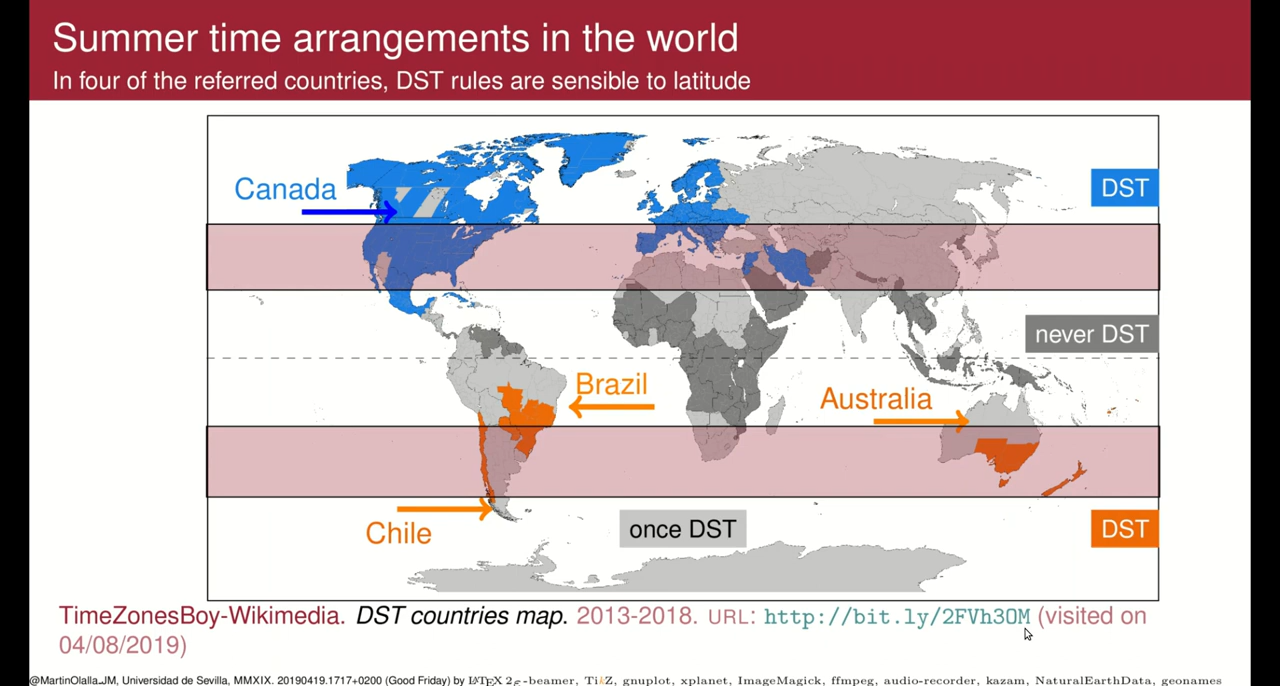 Summer time arrangements in the world
In four of the referred countries, DST rules are sensible to latitude
Canada
DST
never DST
Brazil
Australia
Chile
once DST
DST
TimeZonesBoy-Wikimedia. DST countries map. 2013-2018. URL: http://bit.ly/2FVh3OM (visited on
04/08/2019)
@MartinOlalla_JM, Universidad de Sevilla, MMXIX. 20190419.1717+0200 (Good Friday) by LATEX 2ε-beamer, TikZ, gnuplot, xplanet, ImageMagick, ffmpeg, audio-recorder, kazam, NaturalEarthData, geonames